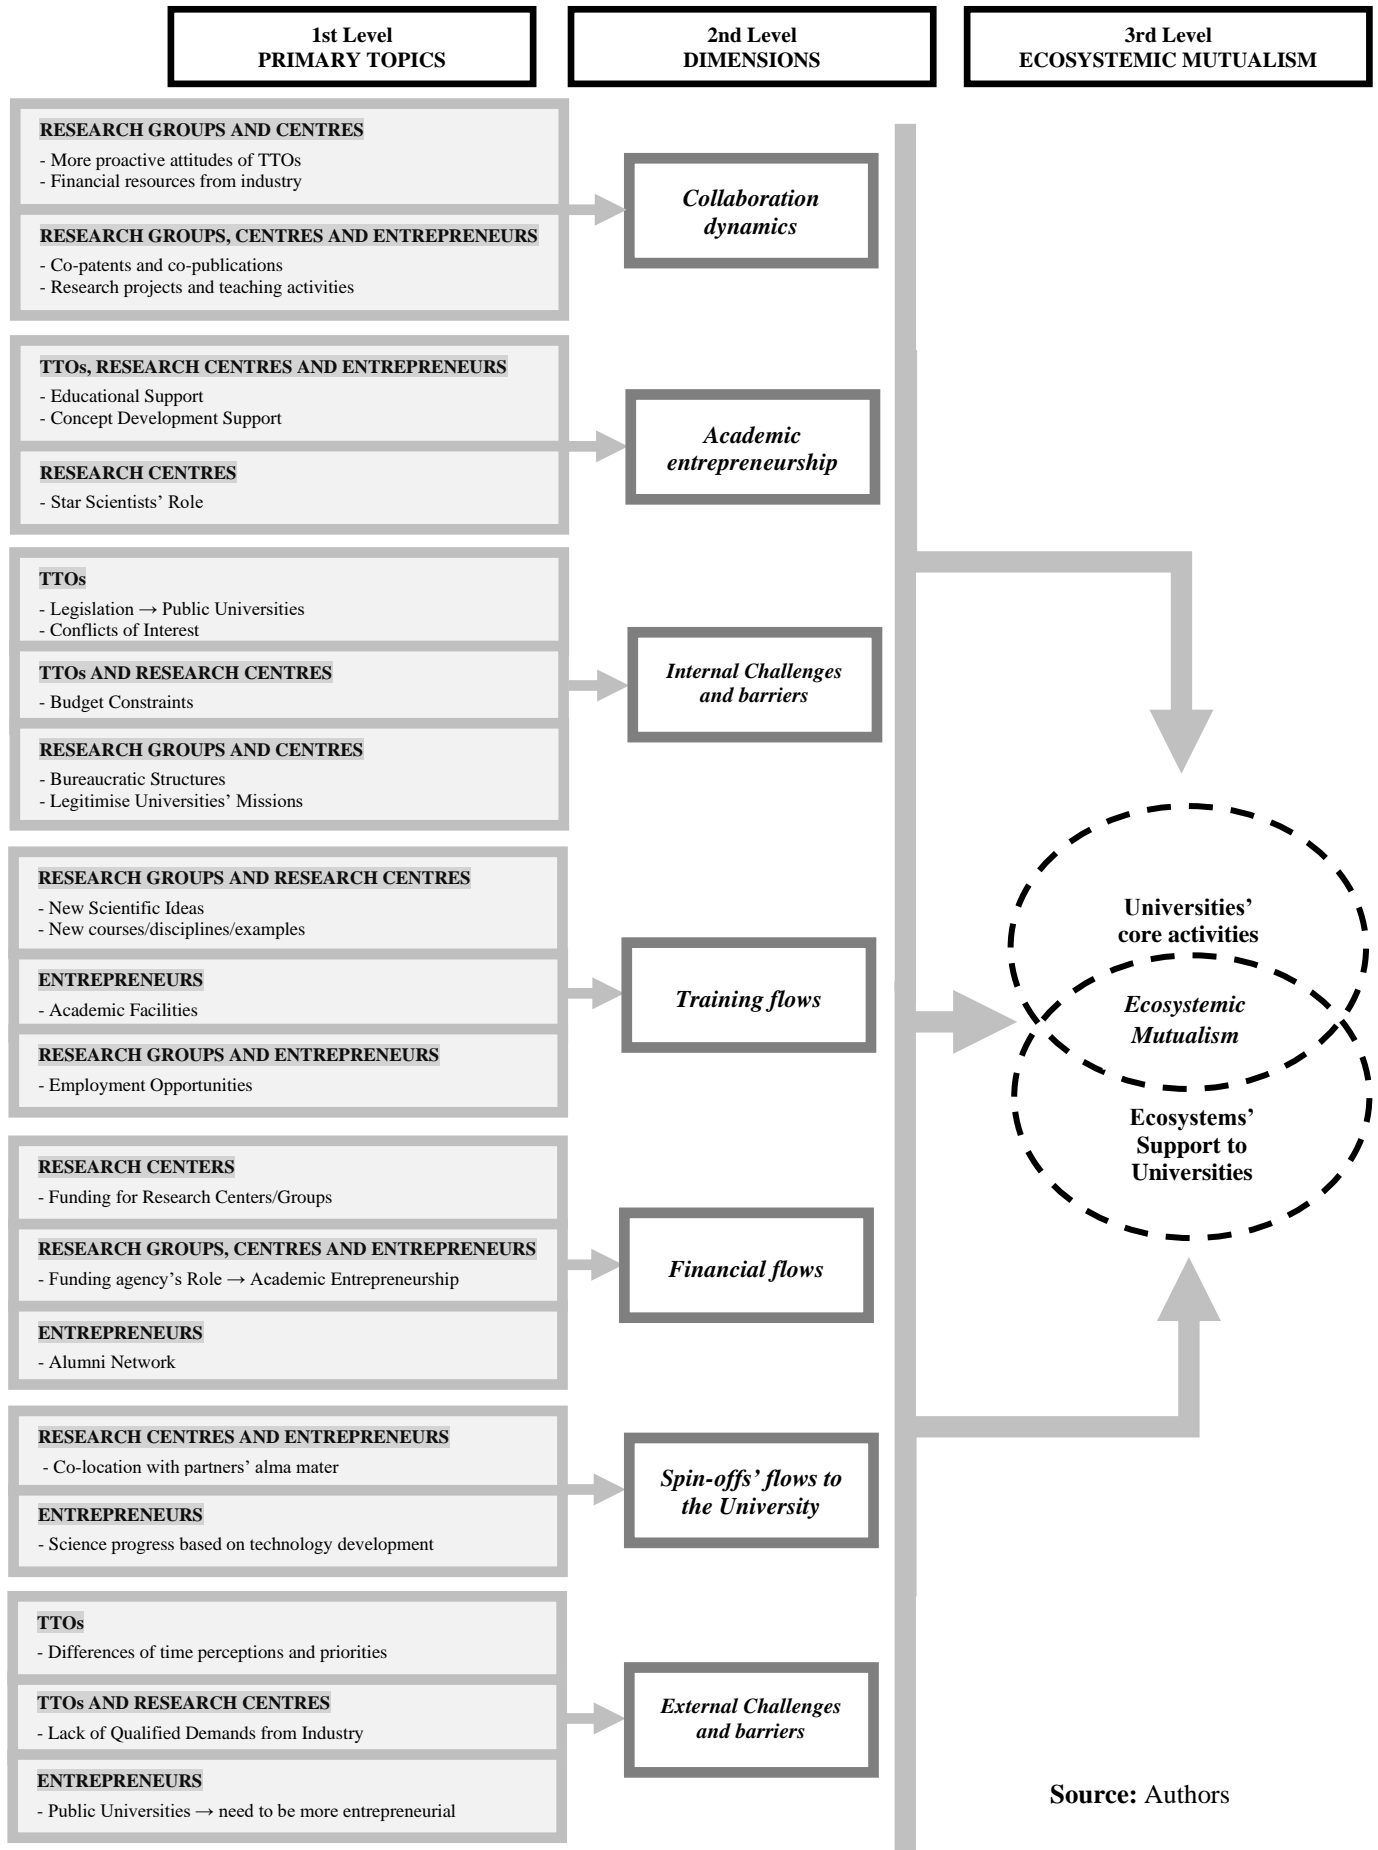 1st Level
PRIMARY TOPICS
2nd Level
DIMENSIONS
3rd Level
ECOSYSTEMIC MUTUALISM
RESEARCH GROUPS AND CENTRES
- More proactive attitudes of TTOs
- Financial resources from industry
RESEARCH GROUPS, CENTRES AND ENTREPRENEURS
- Co-patents and co-publications
- Research projects and teaching activities
Collaboration
dynamics
TTOs, RESEARCH CENTRES AND ENTREPRENEURS
- Educational Support
- Concept Development Support
RESEARCH CENTRES
- Star Scientists’ Role
Academic
entrepreneurship
TTOs
- Legislation → Public Universities
- Conflicts of Interest
TTOs AND RESEARCH CENTRES
- Budget Constraints
RESEARCH GROUPS AND CENTRES
- Bureaucratic Structures
- Legitimise Universities’ Missions
Internal Challenges
and barriers
RESEARCH GROUPS AND RESEARCH CENTRES
- New Scientific Ideas
- New courses/disciplines/examples
ENTREPRENEURS
- Academic Facilities
RESEARCH GROUPS AND ENTREPRENEURS
- Employment Opportunities
Training flows
RESEARCH CENTERS
- Funding for Research Centers/Groups
RESEARCH GROUPS, CENTRES AND ENTREPRENEURS
- Funding agency’s Role → Academic Entrepreneurship
ENTREPRENEURS
- Alumni Network
Financial flows
RESEARCH CENTRES AND ENTREPRENEURS
- Co-location with partners’ alma mater
ENTREPRENEURS
- Science progress based on technology development
Spin-offs’ flows to
the University
TTOs
- Differences of time perceptions and priorities
TTOs AND RESEARCH CENTRES
- Lack of Qualified Demands from Industry
ENTREPRENEURS
- Public Universities → need to be more entrepreneurial
External Challenges
and barriers
Universities’
core activities
Ecosystemic
Mutualism
Ecosystems’
Support to
Universities
Source: Authors